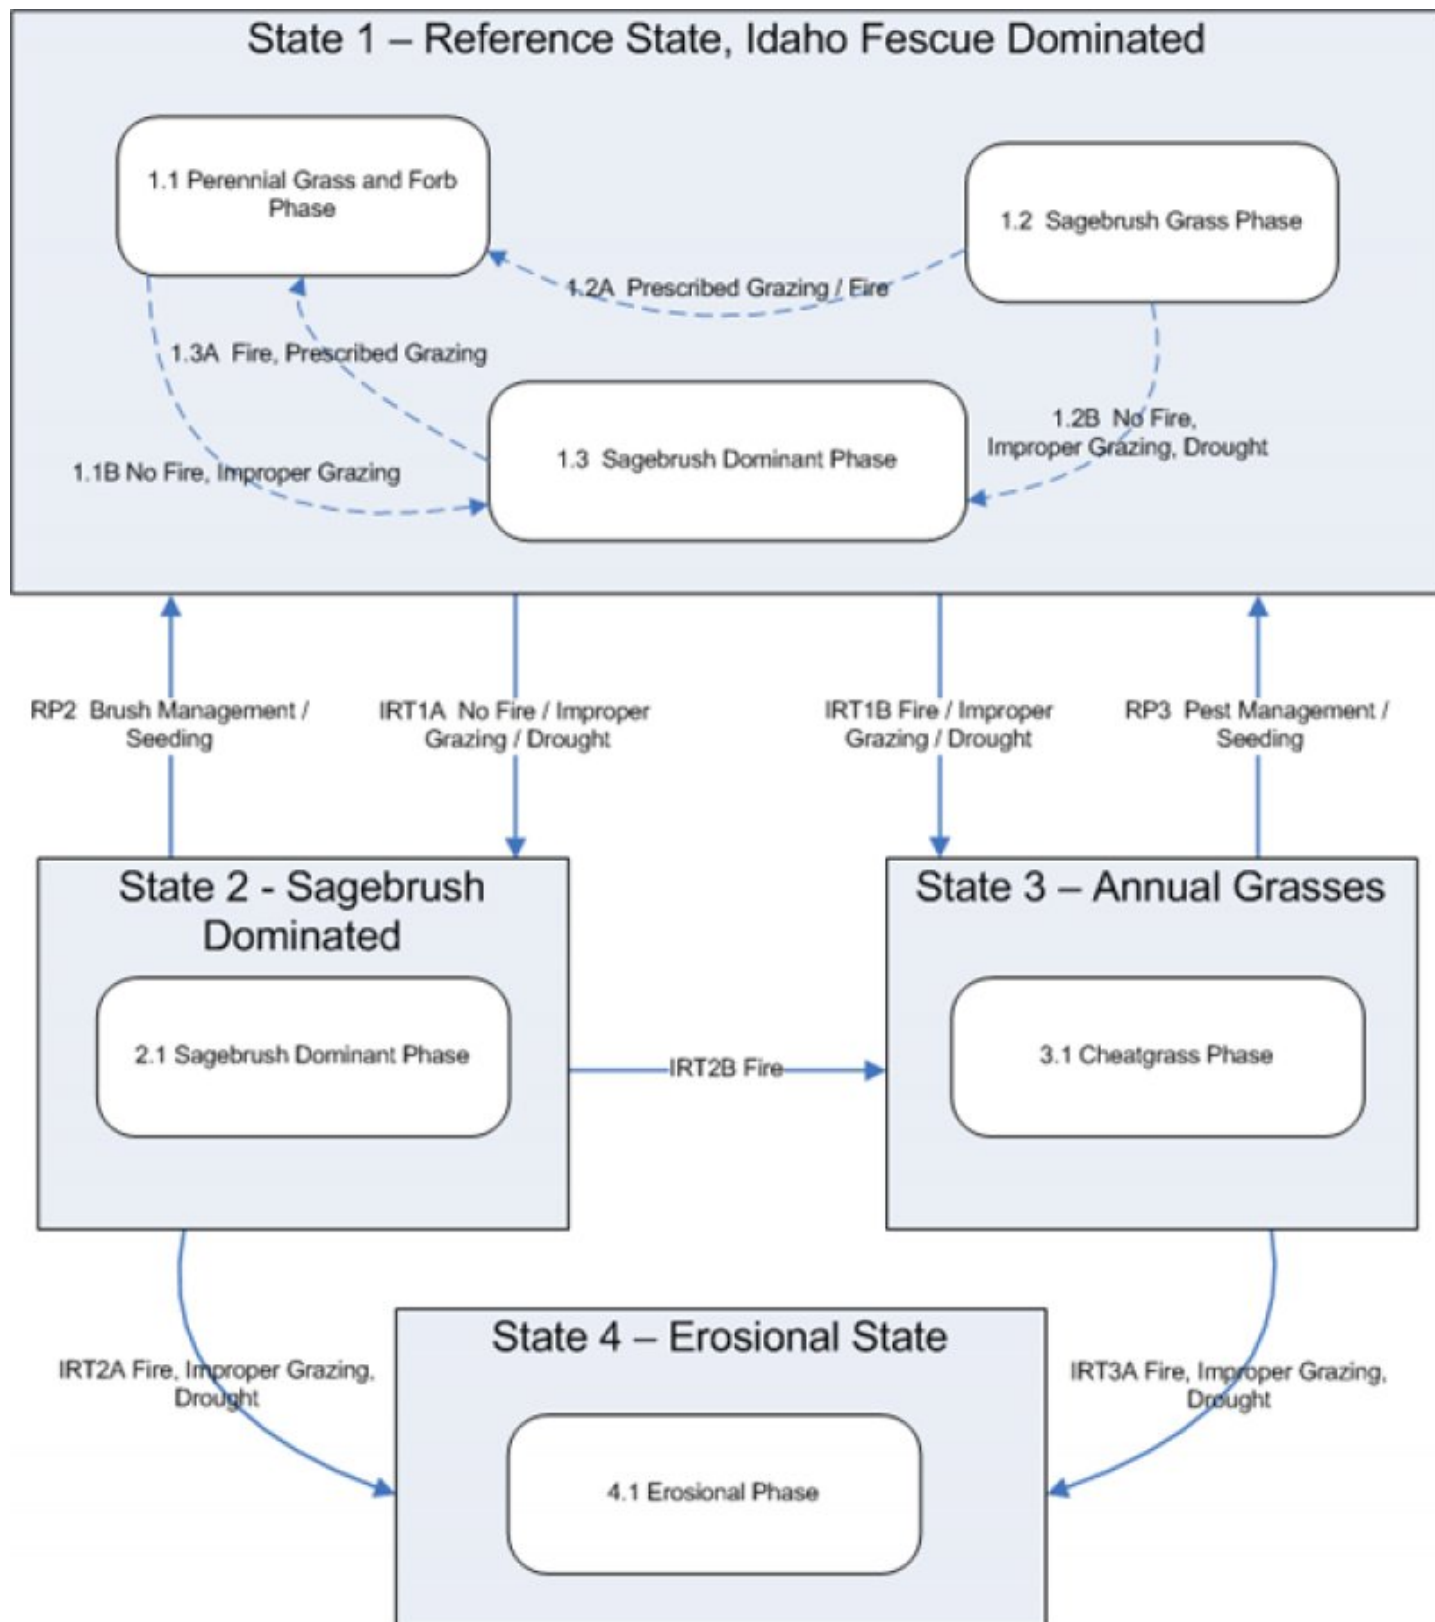 State 1 – Reference State, Idaho Fescue Dominated
1.1 Perennial Grass and Forb
Phase
1.2 Sagebrush Grass Phase
1.2A Prescribed Grazing / Fire
1.3A Fire, Prescribed Grazing
1.2B No Fire,
Improper Grazing, Drought
1.3 Sagebrush Dominant Phase
1.1B No Fire, Improper Grazing
RP2 Brush Management /
Seeding
IRT1A No Fire / Improper
Grazing / Drought
IRT1B Fire / Improper
Grazing / Drought
RP3 Pest Management /
Seeding
State 2 - Sagebrush
Dominated
2.1 Sagebrush Dominant Phase
IRT2B Fire
State 3 – Annual Grasses
3.1 Cheatgrass Phase
IRT2A Fire, Improper Grazing,
Drought
IRT3A Fire, Improper Grazing,
Drought
State 4 – Erosional State
4.1 Erosional Phase